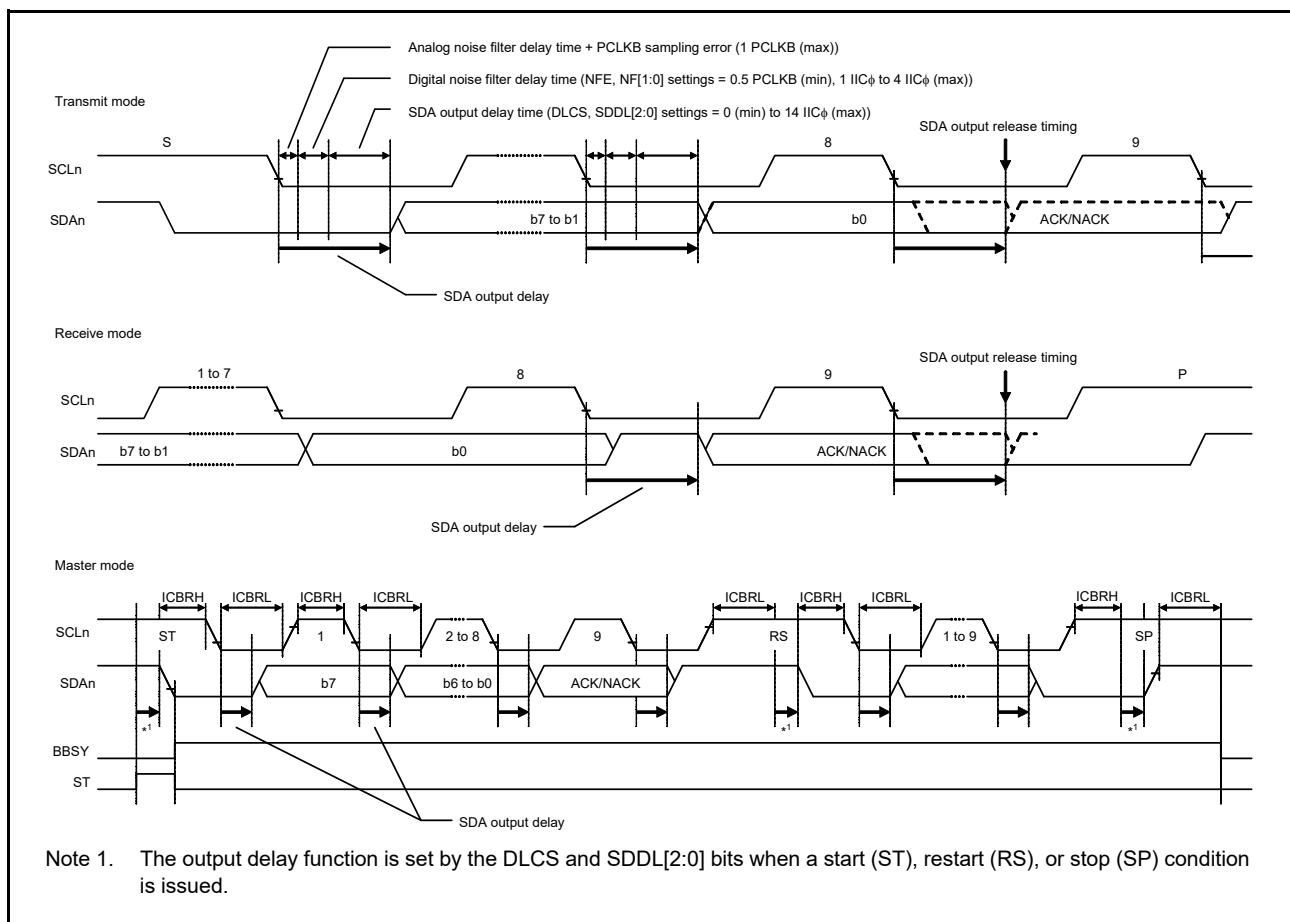 Analog noise filter delay time + PCLKB sampling error (1 PCLKB (max))
Digital noise filter delay time (NFE, NF[1:0] settings = 0.5 PCLKB (min), 1 IICφ to 4 IICφ (max))
Transmit mode
SDA output delay time (DLCS, SDDL[2:0] settings = 0 (min) to 14 IICφ (max))
SDA output release timing
S 8 9
SCLn
SDAn b7 to b1 b0 ACK/NACK
SDA output delay
Receive mode
SDA output release timing
1 to 7 8 9 P
SCLn
SDAn b7 to b1 b0 ACK/NACK
SDA output delay
Master mode
ICBRH ICBRL ICBRH ICBRL ICBRL ICBRH ICBRL ICBRH ICBRL
SCLn ST 1 2 to 8 9 RS 1 to 9 SP
SDAn b7 b6 to b0 ACK/NACK
*1 *1 *1
BBSY
ST
SDA output delay
Note 1. The output delay function is set by the DLCS and SDDL[2:0] bits when a start (ST), restart (RS), or stop (SP) condition
is issued.